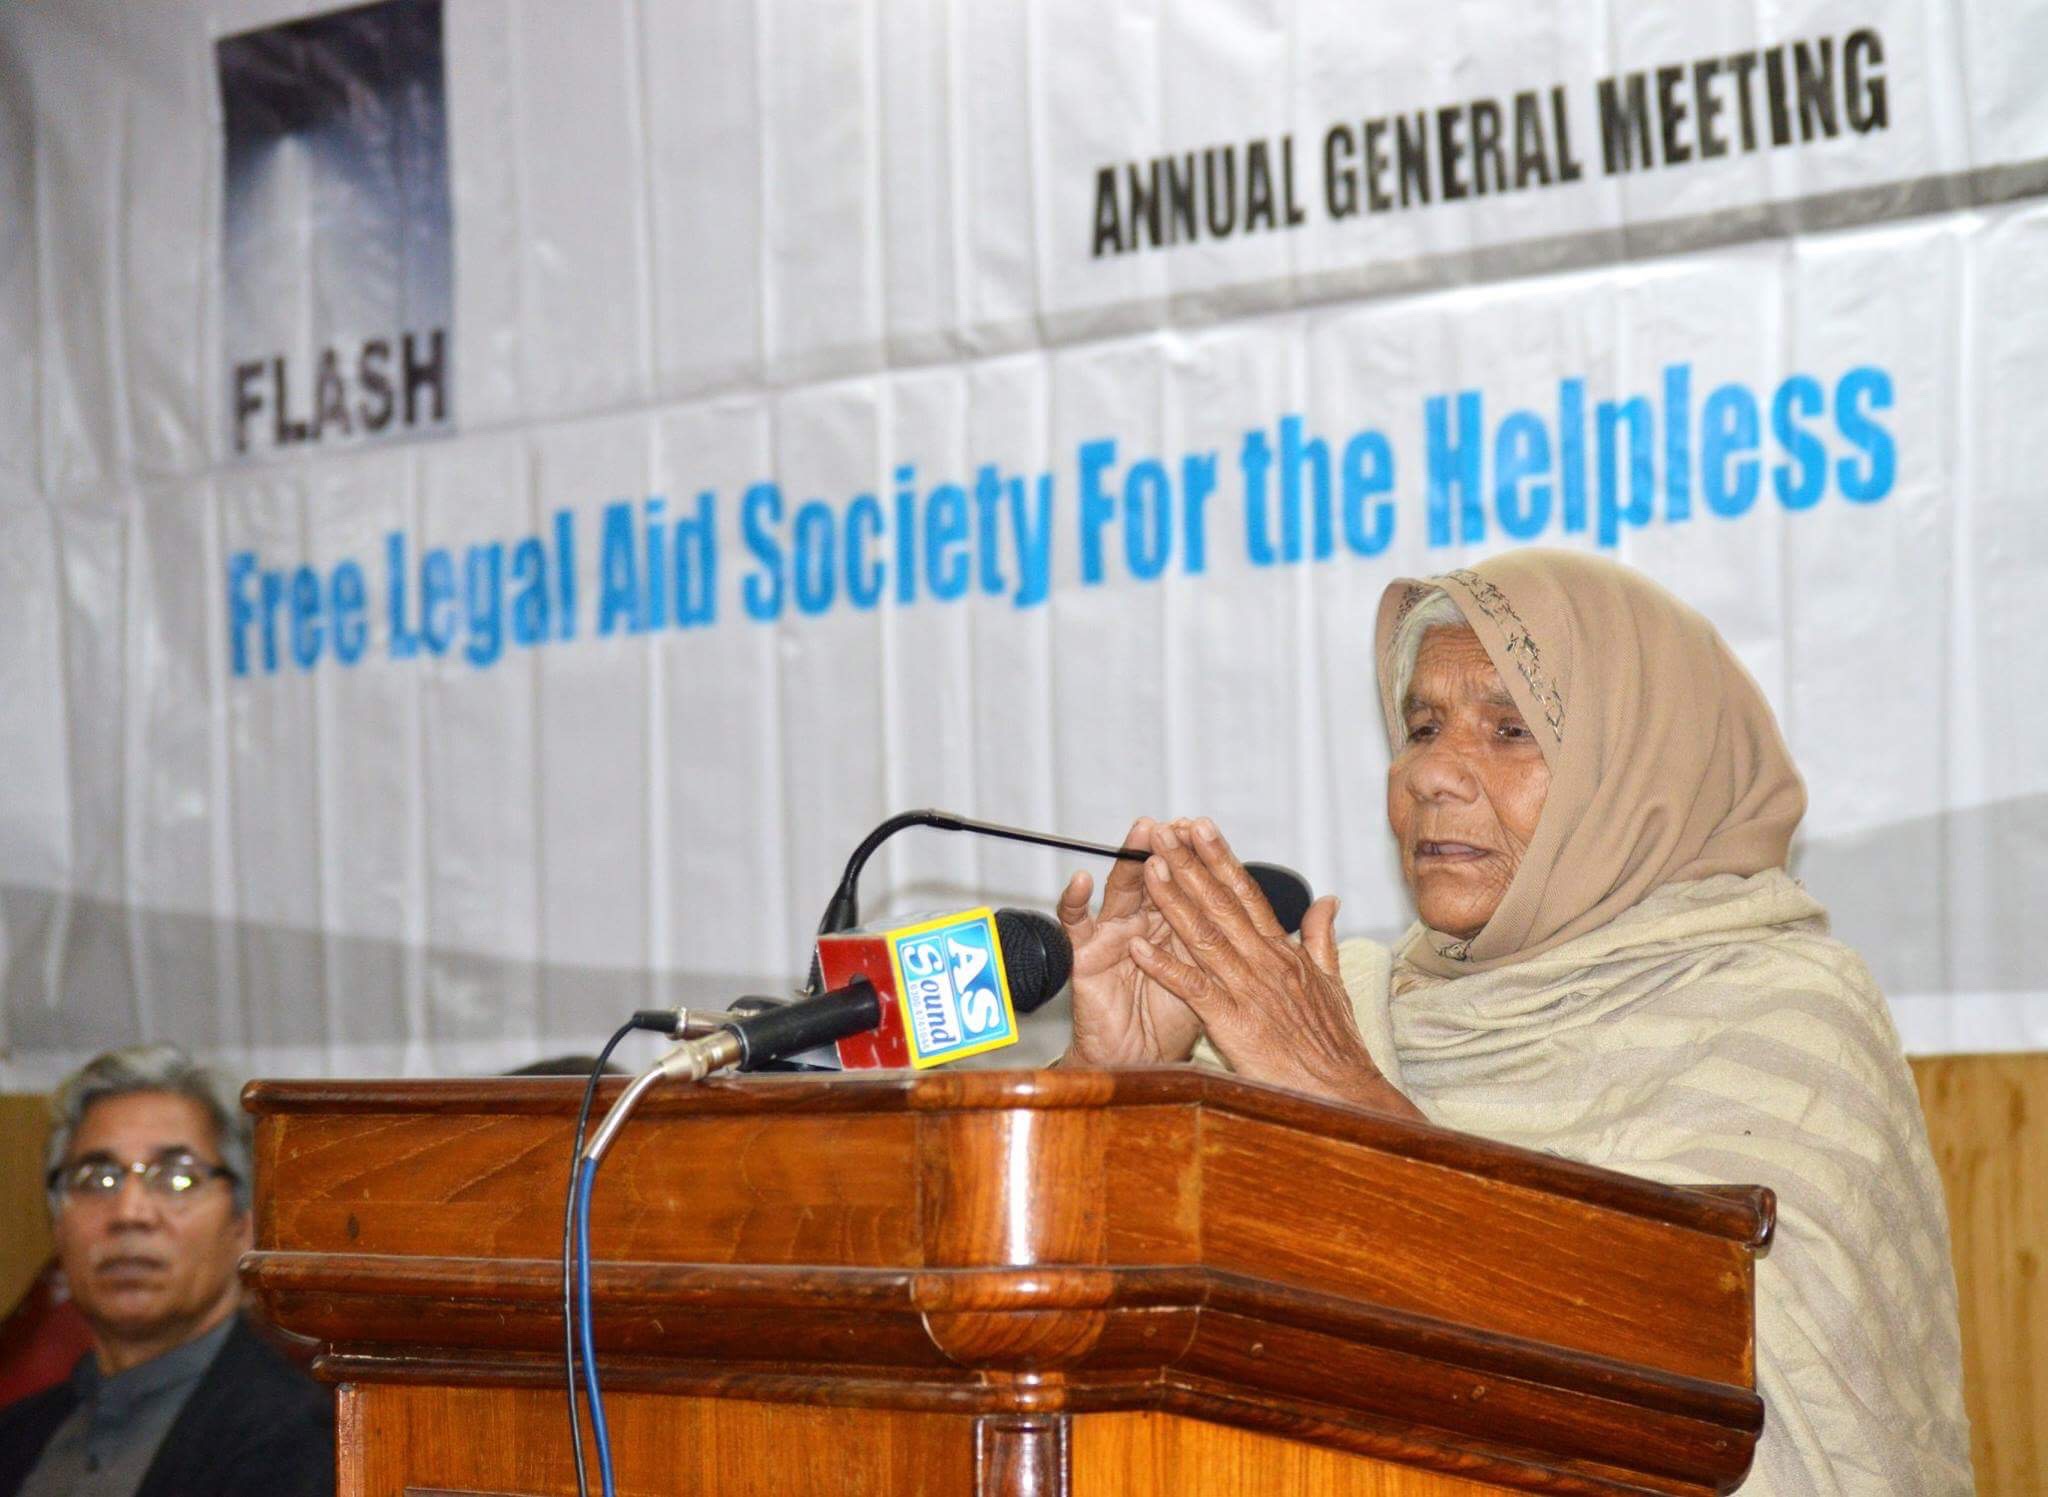 ANNUAL GENERAL MEETING
FLASH
Free Legal Aid Society For the Helpless
AS
Sound